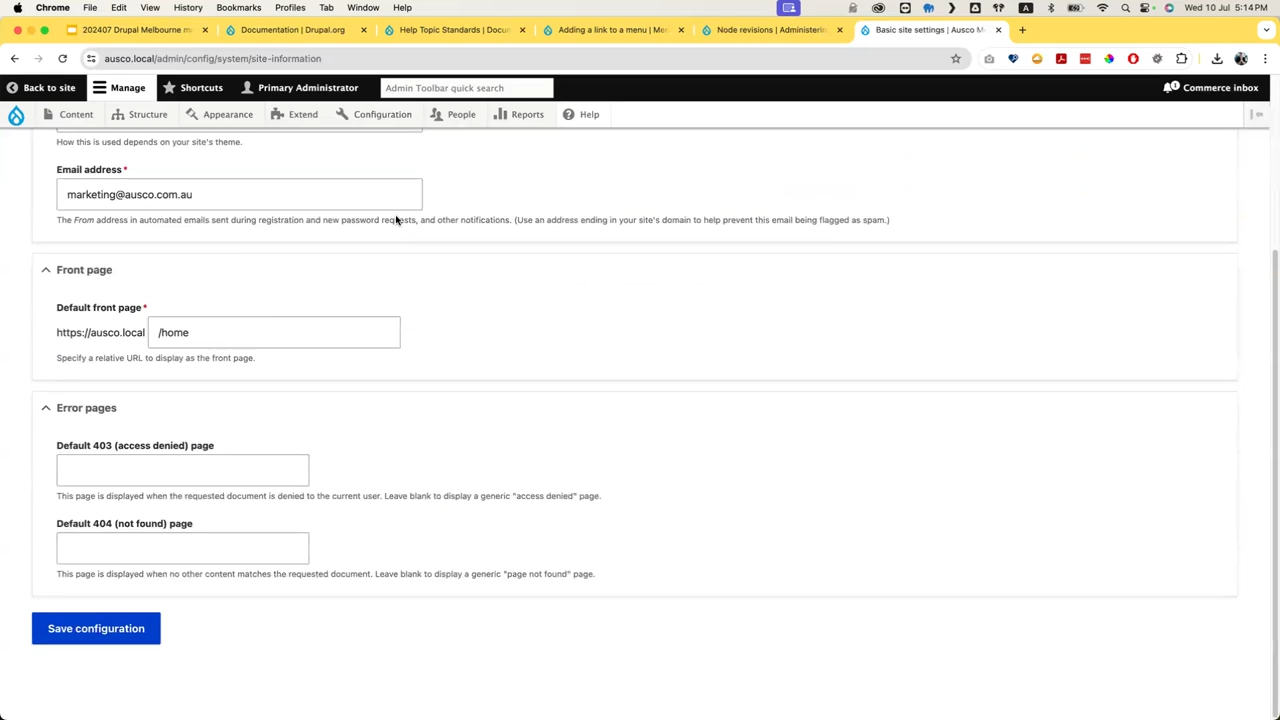 Chrome File Edit View History Bookmarks Profiles Tab Window Help Wed 10 Jul 5:14PM
202407 Drupal Melbourne m Documentation | Drupal.org Help Topic Standards | Docu Adding a link to a menu | Me Node revisions | Administerin Basic site settings | Ausco M
ausco.local/admin/config/system/site-information
Back to site Manage Shortcuts Primary Administrator Admin Toolbar quick search Commerce inbox
Content Structure Appearance Extend Configuration People Reports Help
How this is used depends on your site's theme.
Email address*
marketing@ausco.com.au
The From address in automated emails sent during registration and new password requests, and other notifications. (Use an address ending in your site's domain to help prevent this email being flagged as spam.)
Front page
Default front page*
https://ausco.local /home
Specify a relative URL to display as the front page.
Error pages
Default 403 (access denied) page
This page is displayed when the requested document is denied to the current user. Leave blank to display a generic "access denied" page.
Default 404 (not found) page
This page is displayed when no other content matches the requested document. Leave blank to display a generic "page not found" page.
Save configuration